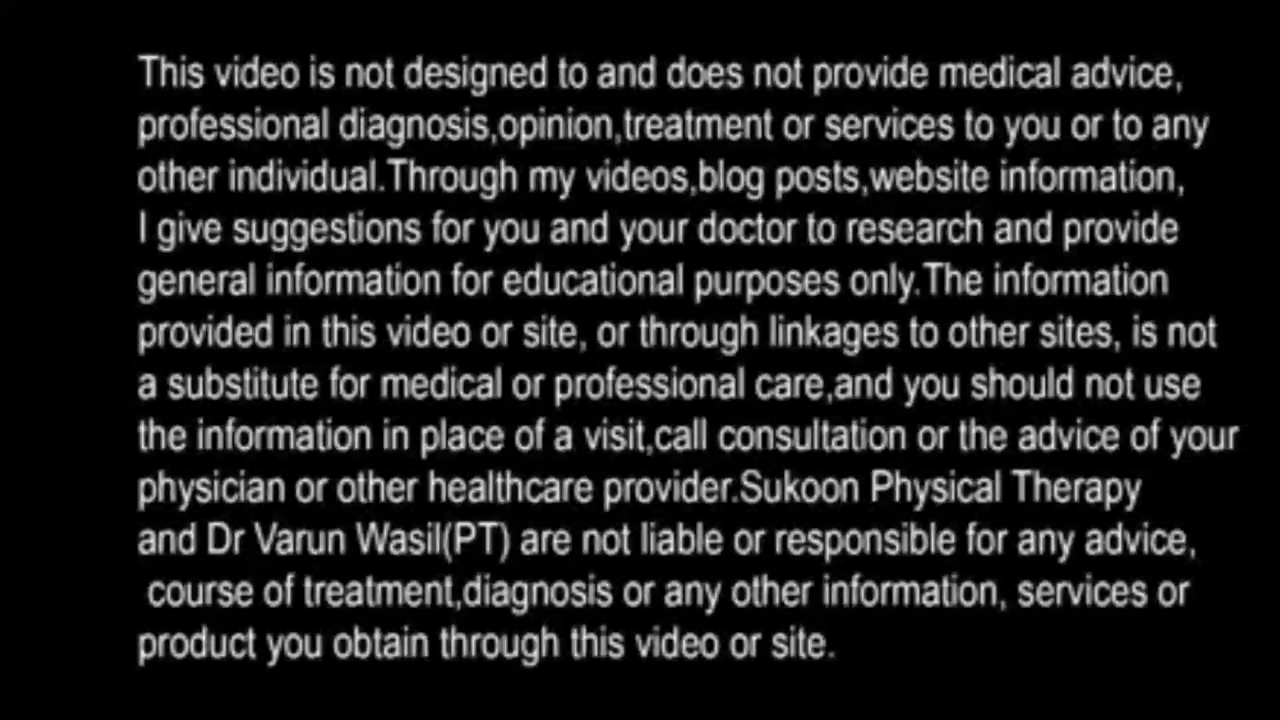 This video is not designed to and does not provide medical advice,
professional diagnosis,opinion,treatment or services to you or to any
other individual.Through my videos,blog posts,website information,
I give suggestions for you and your doctor to research and provide
general information for educational purposes only.The information
provided in this video or site, or through linkages to other sites, is not
a substitute for medical or professional care,and you should not use
the information in place of a visit,call consultation or the advice of your
physician or other healthcare provider.Sukoon Physical Therapy
and Dr Varun Wasil(PT) are not liable or responsible for any advice,
course of treatment,diagnosis or any other information, services or
product you obtain through this video or site.